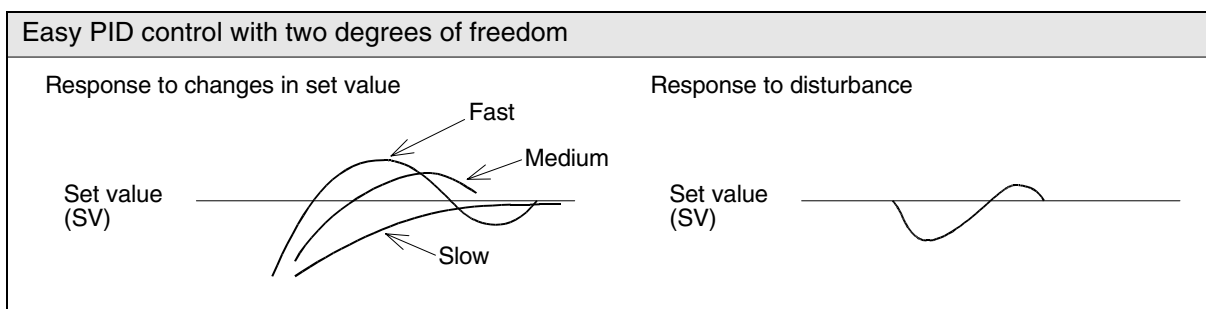 Easy PID control with two degrees of freedom
Response to changes in set value
Fast
Medium
Set value
(SV)
Slow
Response to disturbance
Set value
(SV)